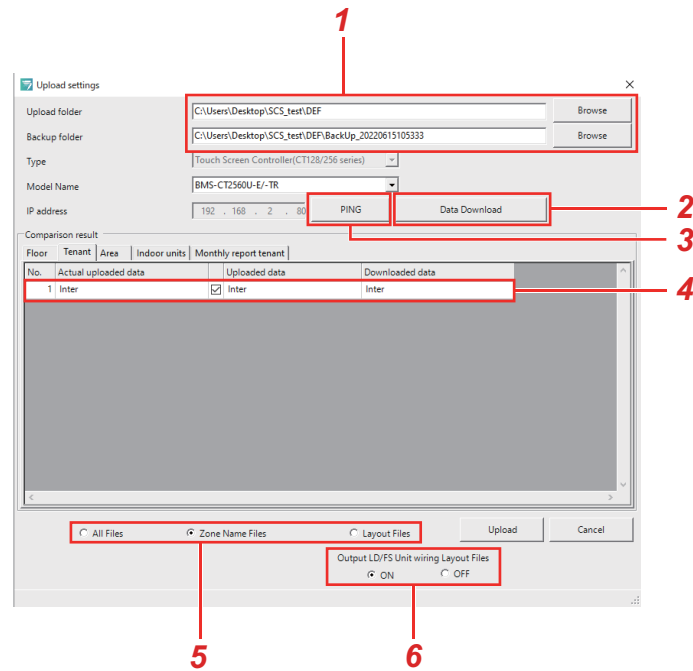 1
Upload settings
Upload folder C:\Users\Desktop\SCS_test\DEF Browse
Backup folder C:\Users\Desktop\SCS_test\DEF\BackUp_20220615105333 Browse
Type Touch Screen Controller(CT128/256 series)
Model Name BMS-CT2560U-E/-TR
IP address 192 . 168 . 2 . 80 PING Data Download 2
3
Comparison result
Floor Tenant Area Indoor units Monthly report tenant
No. Actual uploaded data Uploaded data Downloaded data
1 Inter Inter Inter 4
All Files Zone Name Files Layout Files Upload Cancel
Output LD/FS Unit wiring Layout Files
ON OFF
5 6